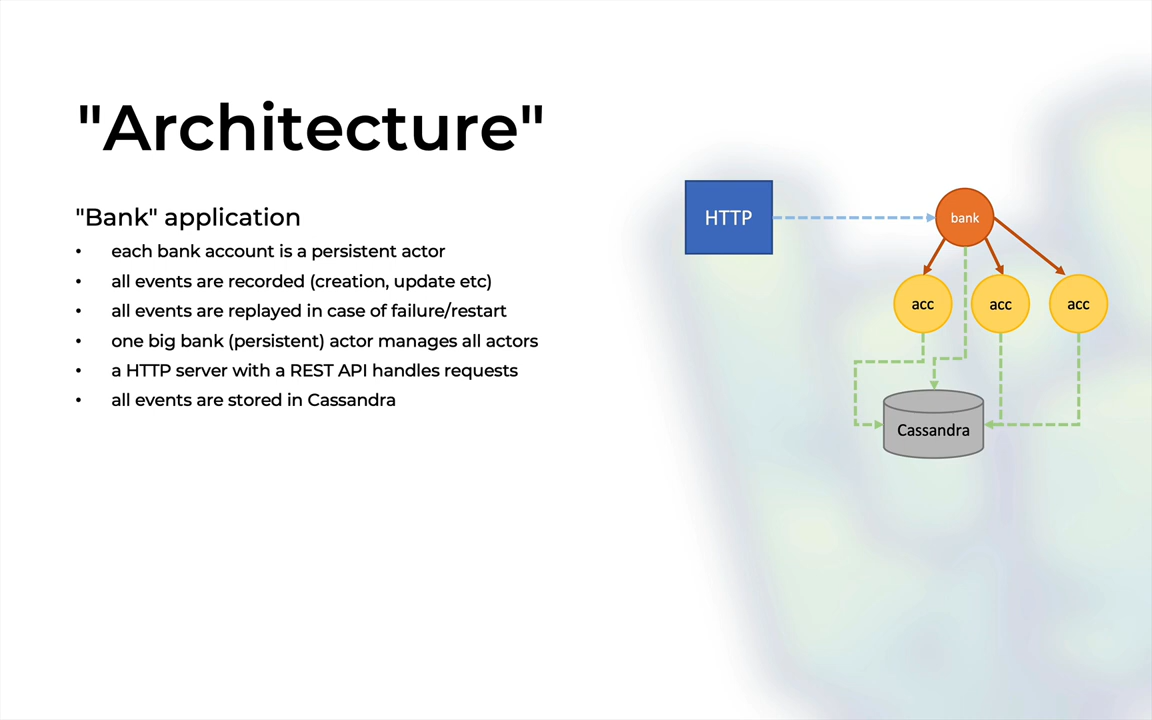 "Architecture"
"Bank" application
• each bank account is a persistent actor
• all events are recorded (creation, update etc)
• all events are replayed in case of failure/restart
• one big bank (persistent) actor manages all actors
• a HTTP server with a REST API handles requests
• all events are stored in Cassandra
HTTP
bank
acc
acc
acc
Cassandra